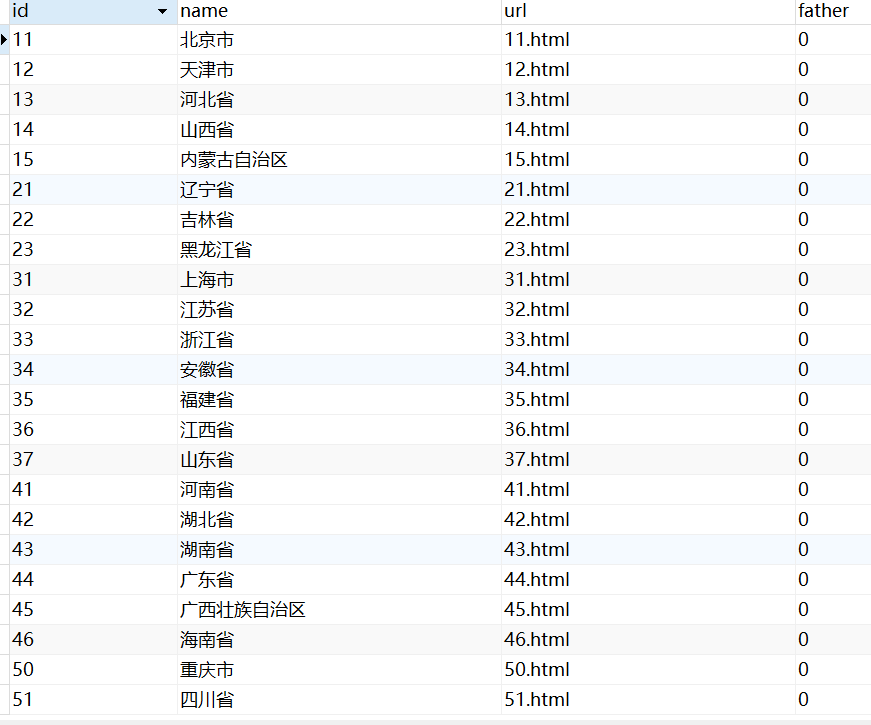 id name url father
11 北京市 11.html 0
12 天津市 12.html 0
13 河北省 13.html 0
14 山西省 14.html 0
15 内蒙古自治区 15.html 0
21 辽宁省 21.html 0
22 吉林省 22.html 0
23 黑龙江省 23.html 0
31 上海市 31.html 0
32 江苏省 32.html 0
33 浙江省 33.html 0
34 安徽省 34.html 0
35 福建省 35.html 0
36 江西省 36.html 0
37 山东省 37.html 0
41 河南省 41.html 0
42 湖北省 42.html 0
43 湖南省 43.html 0
44 广东省 44.html 0
45 广西壮族自治区 45.html 0
46 海南省 46.html 0
50 重庆市 50.html 0
51 四川省 51.html 0